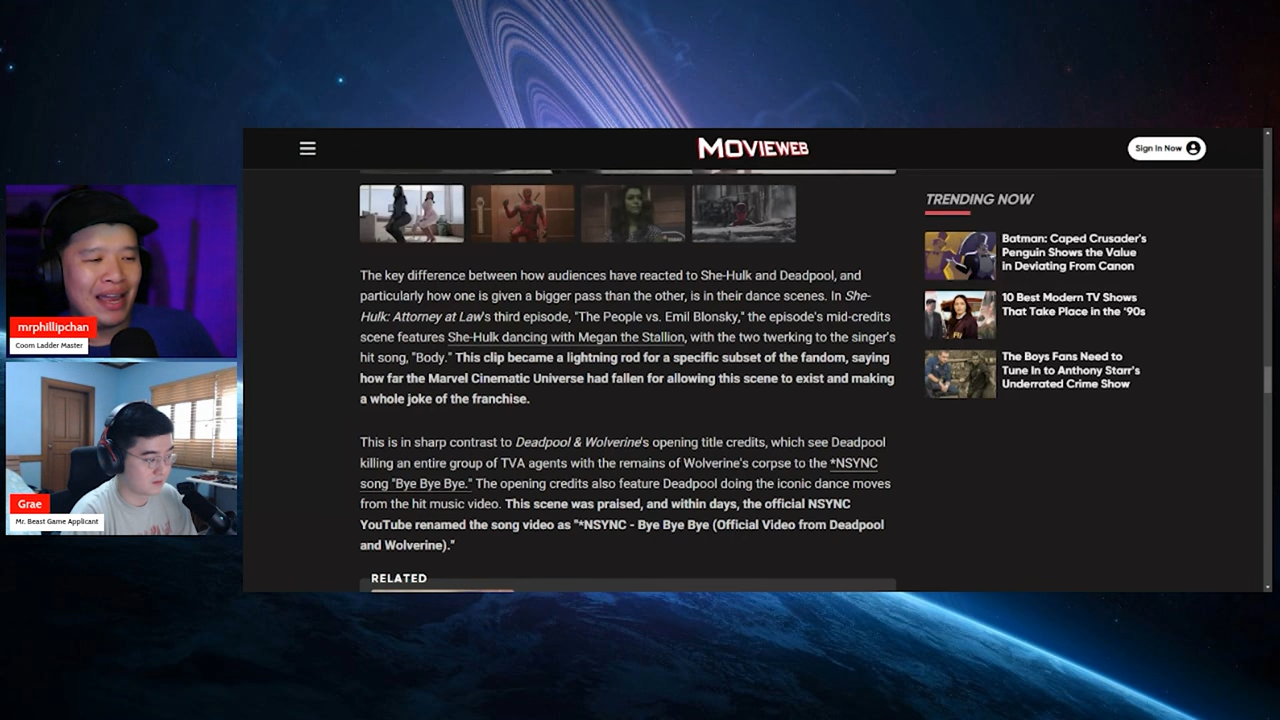 MOVIEWEB
Sign In Now
TRENDING NOW
Batman: Caped Crusader's
Penguin Shows the Value
in Deviating From Canon
10 Best Modern TV Shows
That Take Place in the '90s
The Boys Fans Need to
Tune In to Anthony Starr's
Underrated Crime Show
The key difference between how audiences have reacted to She-Hulk and Deadpool, and
particularly how one is given a bigger pass than the other, is in their dance scenes. In She-
Hulk: Attorney at Law's third episode, "The People vs. Emil Blonsky," the episode's mid-credits
scene features She-Hulk dancing with Megan the Stallion, with the two twerking to the singer's
hit song, "Body." This clip became a lightning rod for a specific subset of the fandom, saying
how far the Marvel Cinematic Universe had fallen for allowing this scene to exist and making
a whole joke of the franchise.
This is in sharp contrast to Deadpool & Wolverine's opening title credits, which see Deadpool
killing an entire group of TVA agents with the remains of Wolverine's corpse to the *NSYNC
song "Bye Bye Bye." The opening credits also feature Deadpool doing the iconic dance moves
from the hit music video. This scene was praised, and within days, the official NSYNC
YouTube renamed the song video as "*NSYNC - Bye Bye Bye (Official Video from Deadpool
and Wolverine)."
RELATED
mrphillipchan
Coom Ladder Master
Grae
Mr. Beast Game Applicant